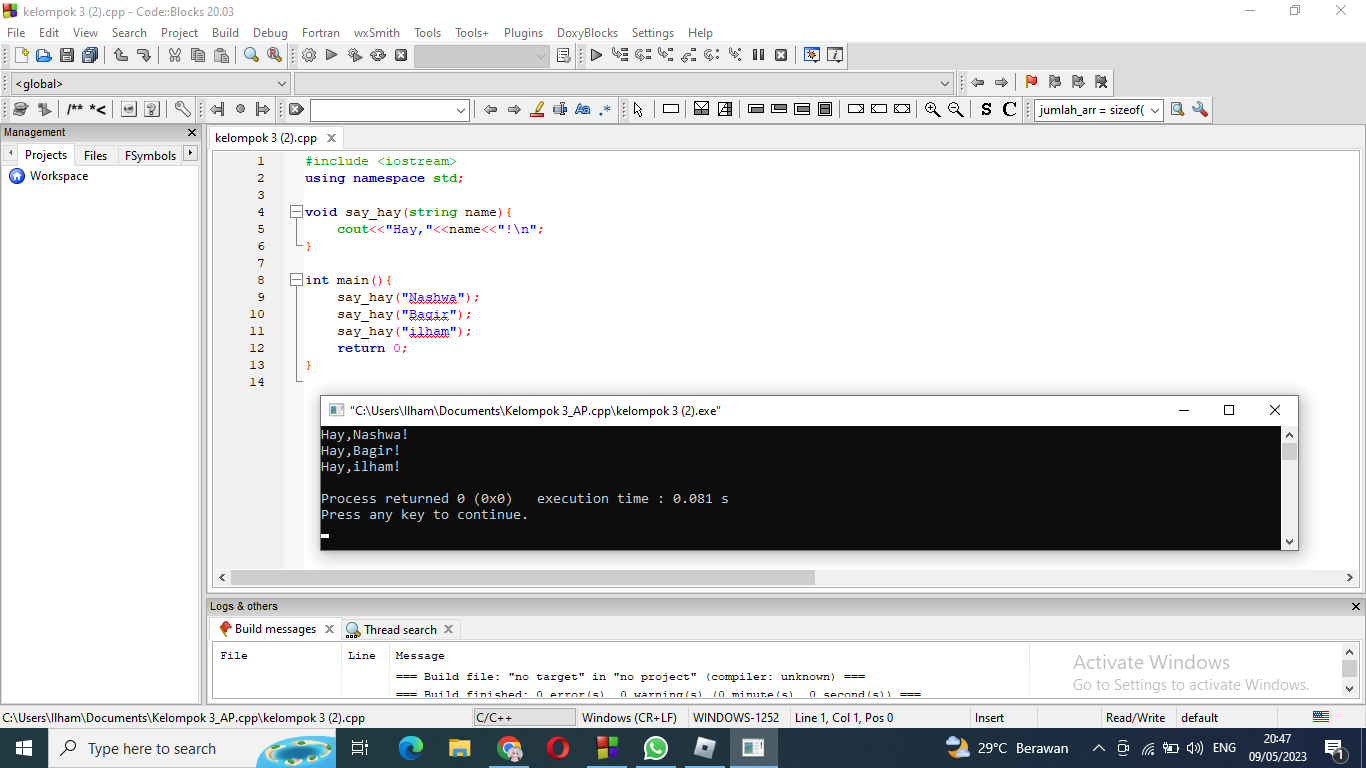 kelompok 3 (2).cpp - Code::Blocks 20.03
File Edit View Search Project Build Debug Fortran wxSmith Tools Tools+ Plugins DoxyBlocks Settings Help
<global>
/** *< Aa .* S C jumlah_arr = sizeof(
Management
Projects Files FSymbols
Workspace
kelompok 3 (2).cpp
1 #include <iostream>
2 using namespace std;
3
4 void say_hay(string name){
5 cout<<"Hay,"<<name<<"!\n";
6 }
7
8 int main(){
9 say_hay("Nashwa");
10 say_hay("Bagir");
11 say_hay("ilham");
12 return 0;
13 }
14
"C:\Users\Ilham\Documents\Kelompok 3_AP.cpp\kelompok 3 (2).exe"
Hay,Nashwa!
Hay,Bagir!
Hay,ilham!
Process returned 0 (0x0) execution time : 0.081 s
Press any key to continue.
Logs & others
Build messages Thread search
File Line Message
=== Build file: "no target" in "no project" (compiler: unknown) ===
=== Build finished: 0 error(s), 0 warning(s) (0 minute(s), 0 second(s)) ===
Activate Windows
Go to Settings to activate Windows.
C:\Users\Ilham\Documents\Kelompok 3_AP.cpp\kelompok 3 (2).cpp C/C++ Windows (CR+LF) WINDOWS-1252 Line 1, Col 1, Pos 0 Insert Read/Write default
Type here to search
29°C Berawan ENG
20:47
09/05/2023
1